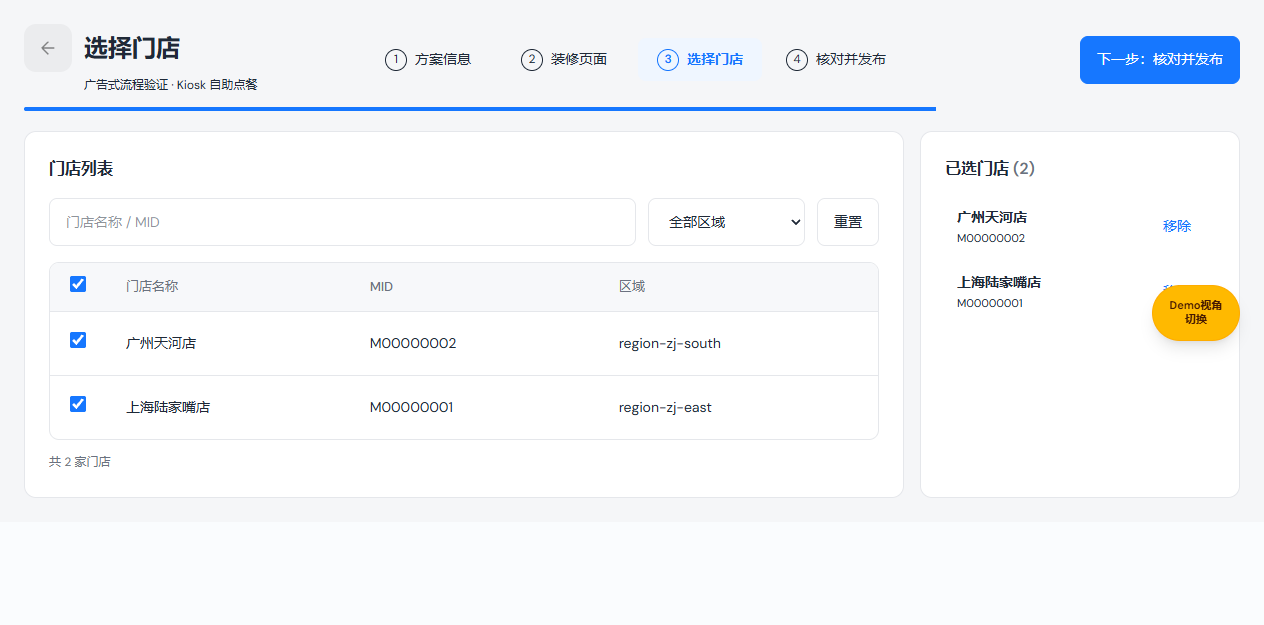 选择门店
广告式流程验证 · Kiosk 自助点餐
1 方案信息
2 装修页面
3 选择门店
4 核对并发布
下一步：核对并发布
门店列表
门店名称 / MID
全部区域
重置
门店名称 MID 区域
广州天河店 M00000002 region-zj-south
上海陆家嘴店 M00000001 region-zj-east
共 2 家门店
已选门店 (2)
广州天河店
M00000002
移除
上海陆家嘴店
M00000001
Demo视角
切换